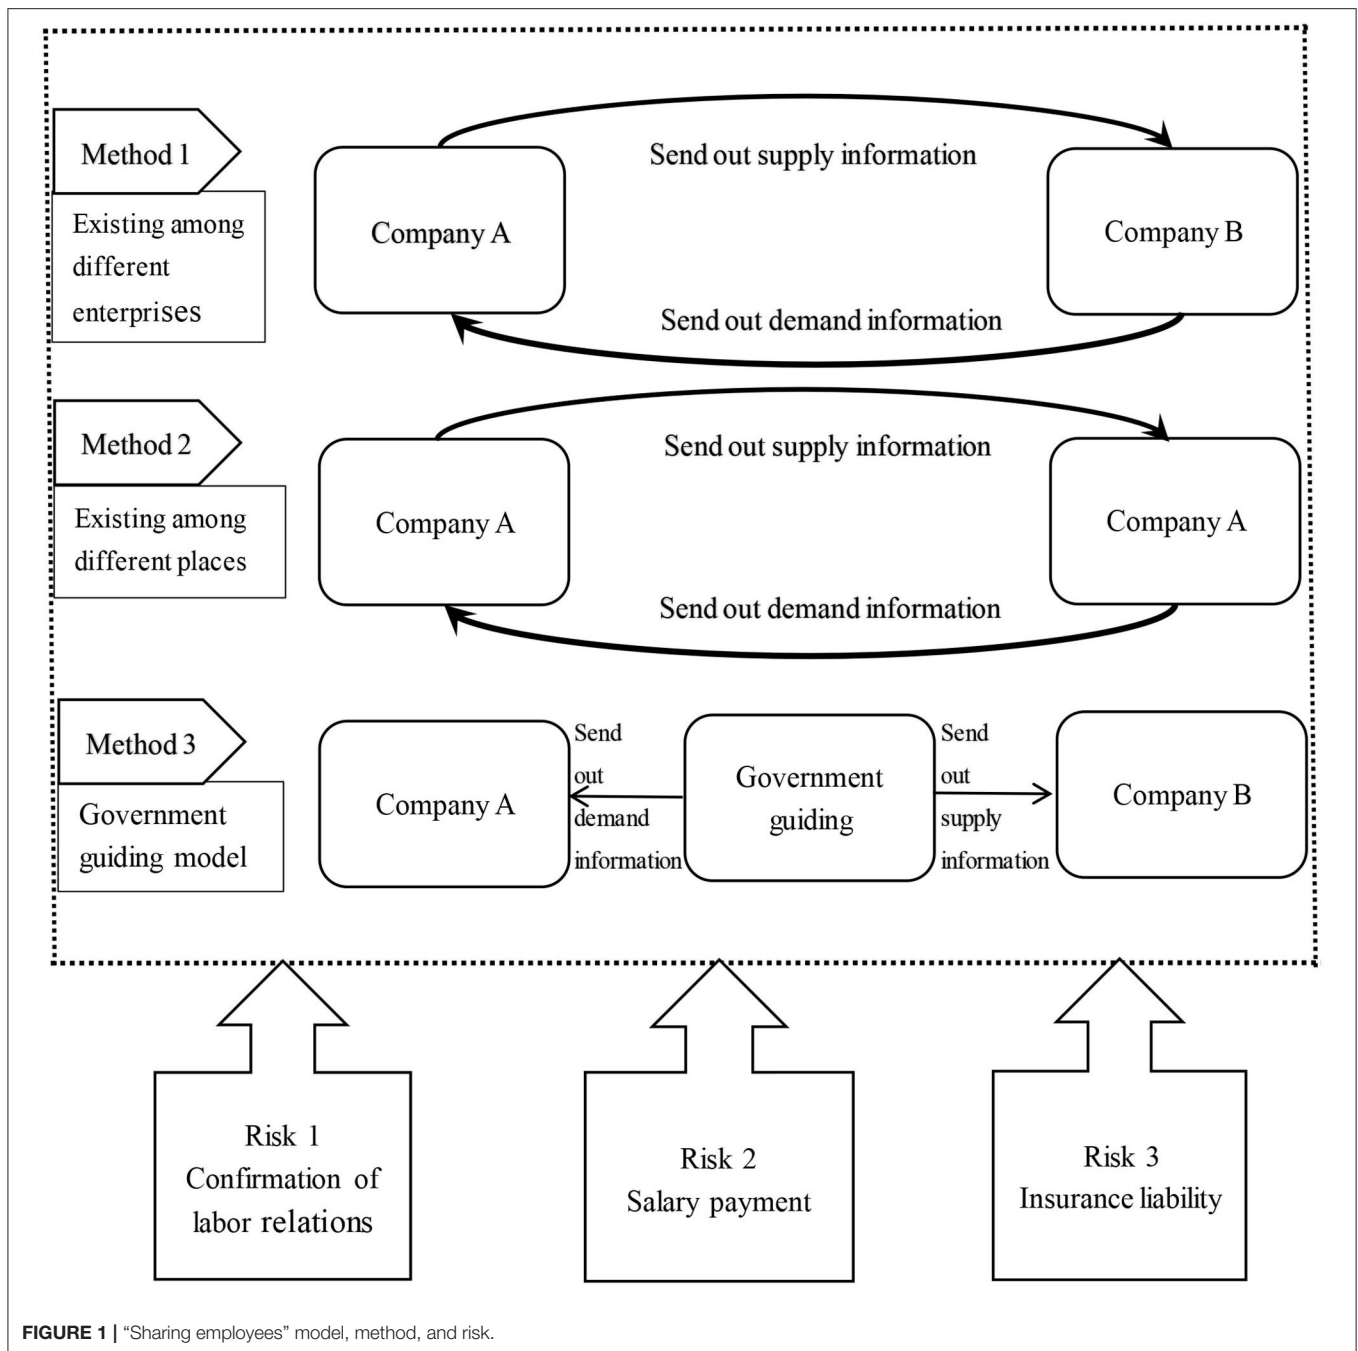 Method 1
Existing among
different
enterprises
Company A
Send out supply information
Send out demand information
Company B
Method 2
Existing among
different places
Company A
Send out supply information
Send out demand information
Company A
Method 3
Government
guiding model
Company A
Send
out
demand
information
Government
guiding
Send
out
supply
information
Company B
Risk 1
Confirmation of
labor relations
Risk 2
Salary payment
Risk 3
Insurance liability
FIGURE 1 | “Sharing employees” model, method, and risk.